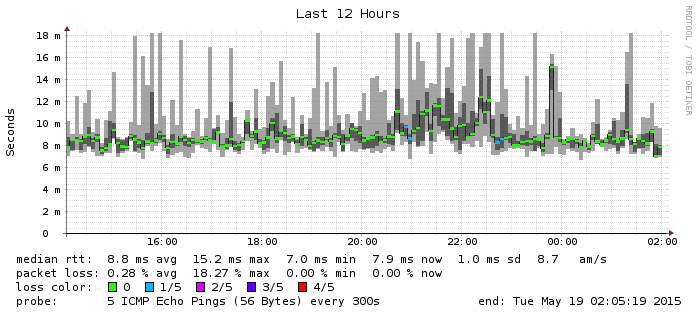 Last 12 Hours
RRDTOOL / TOBI OETIKER
Seconds
18 m
16 m
14 m
12 m
10 m
8 m
6 m
4 m
2 m
0
16:00 18:00 20:00 22:00 00:00 02:00
median rtt: 8.8 ms avg 15.2 ms max 7.0 ms min 7.9 ms now 1.0 ms sd 8.7 am/s
packet loss: 0.28 % avg 18.27 % max 0.00 % min 0.00 % now
loss color: 0 1/5 2/5 3/5 4/5
probe: 5 ICMP Echo Pings (56 Bytes) every 300s end: Tue May 19 02:05:19 2015